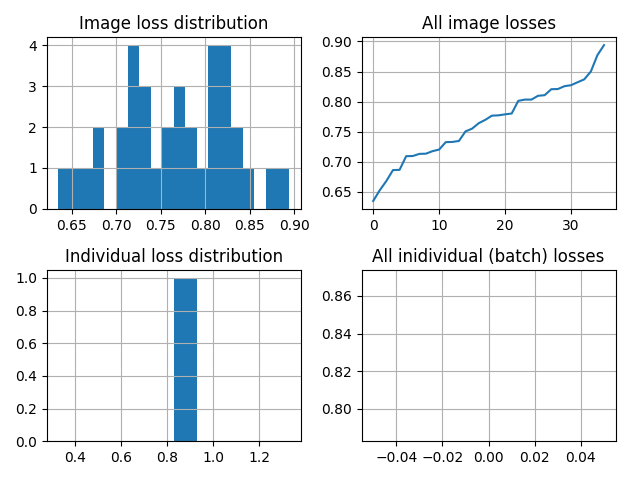 Image loss distribution
4
3
2
1
0
0.65 0.70 0.75 0.80 0.85 0.90
All image losses
0.90
0.85
0.80
0.75
0.70
0.65
0 10 20 30
Individual loss distribution
1.0
0.8
0.6
0.4
0.2
0.0
0.4 0.6 0.8 1.0 1.2
All inidividual (batch) losses
0.86
0.84
0.82
0.80
−0.04 −0.02 0.00 0.02 0.04